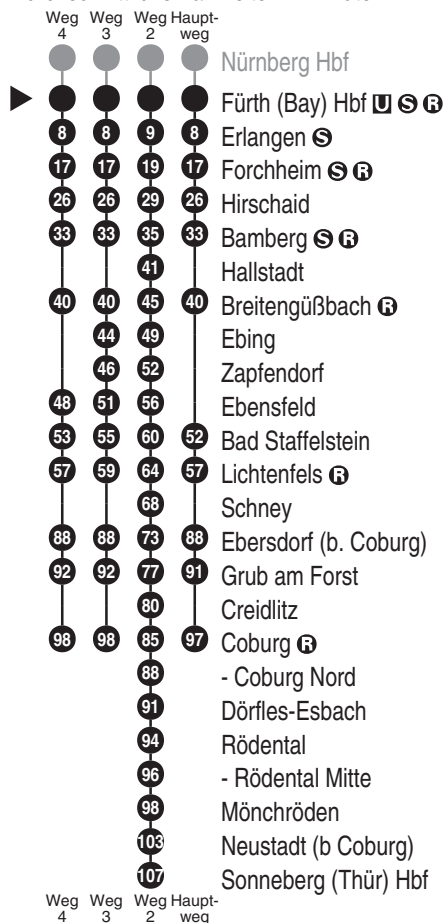 Weg Weg Weg Haupt-
4 3 2 weg
Nürnberg Hbf
Fürth (Bay) Hbf U S R
8 8 9 8 Erlangen S
17 17 19 17 Forchheim S R
26 26 29 26 Hirschaid
33 33 35 33 Bamberg S R
41 Hallstadt
40 40 45 40 Breitengüßbach R
44 49 Ebing
46 52 Zapfendorf
48 51 56 Ebensfeld
53 55 60 52 Bad Staffelstein
57 59 64 57 Lichtenfels R
68 Schney
88 88 73 88 Ebersdorf (b. Coburg)
92 92 77 91 Grub am Forst
80 Creidlitz
98 98 85 97 Coburg R
88 - Coburg Nord
91 Dörfles-Esbach
94 Rödental
96 - Rödental Mitte
98 Mönchröden
103 Neustadt (b Coburg)
107 Sonneberg (Thür) Hbf
Weg Weg Weg Haupt-
4 3 2 weg